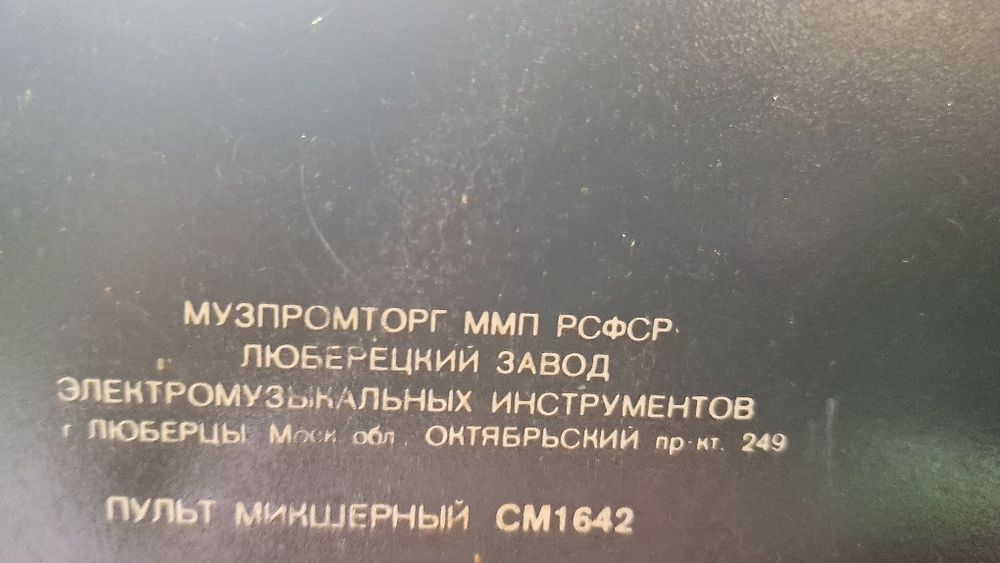 МУЗПРОМТОРГ ММП РСФСР
ЛЮБЕРЕЦКИЙ ЗАВОД
ЭЛЕКТРОМУЗЫКАЛЬНЫХ ИНСТРУМЕНТОВ
г ЛЮБЕРЦЫ Моск. обл. ОКТЯБРЬСКИЙ пр-кт. 249
ПУЛЬТ МИКШЕРНЫЙ СМ1642